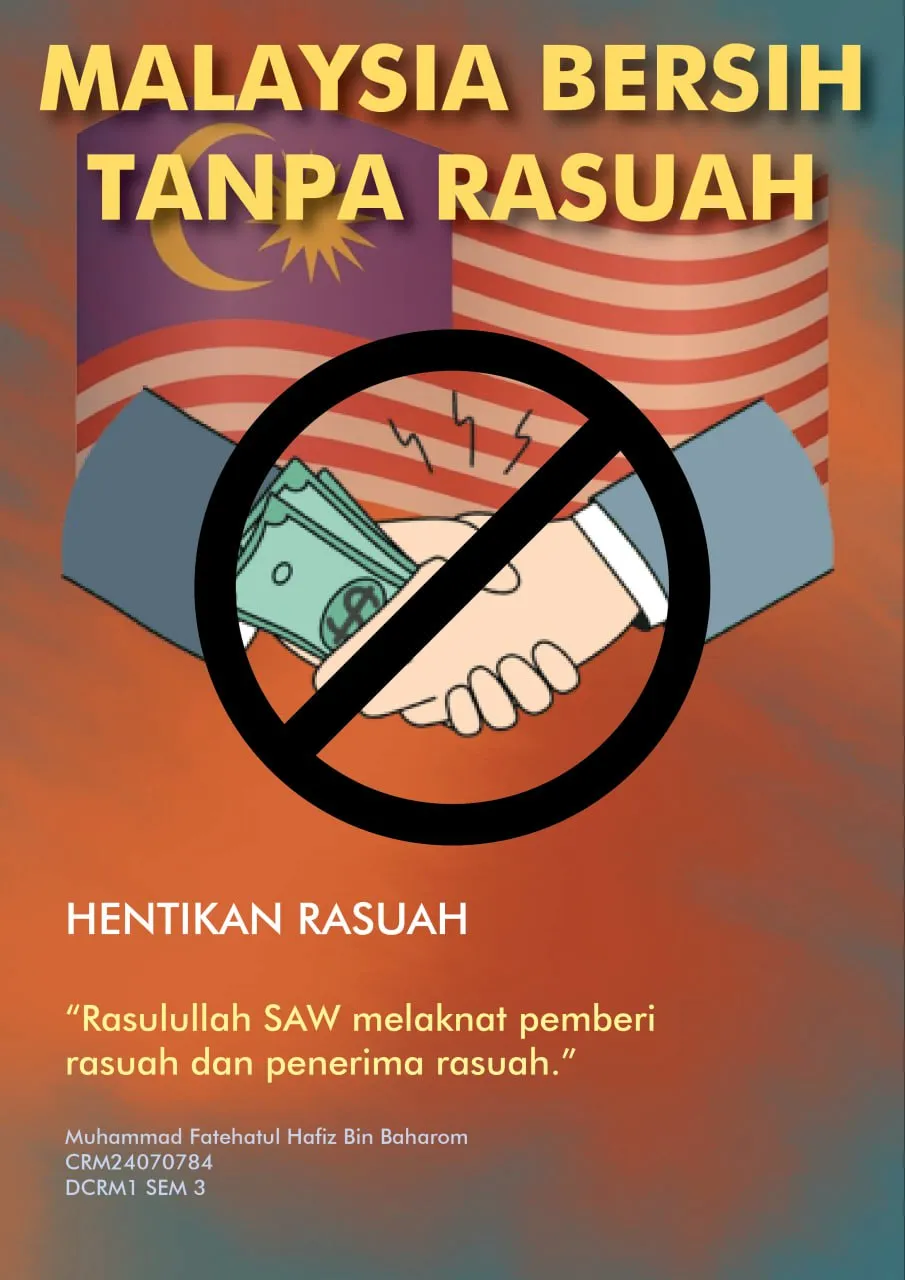 MALAYSIA BERSIH
TANPA RASUAH
HENTIKAN RASUAH
“Rasulullah SAW melaknat pemberi
rasuah dan penerima rasuah.”
Muhammad Fatehatul Hafiz Bin Baharom
CRM24070784
DCRM1 SEM 3